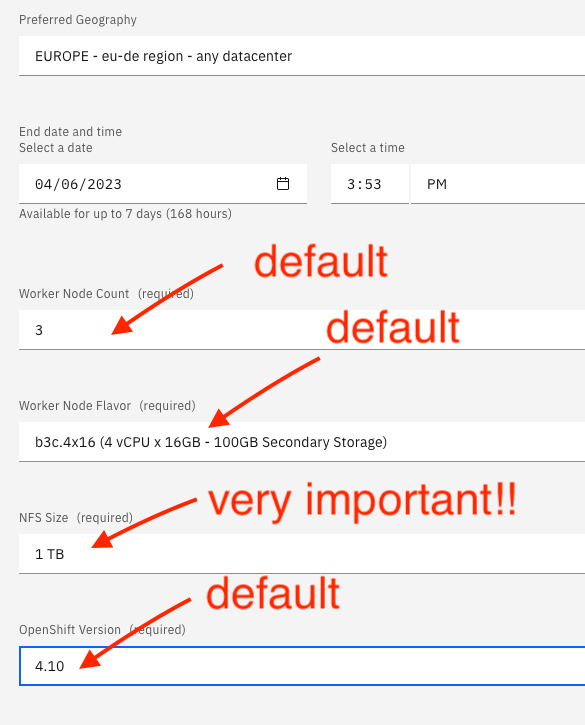 Preferred Geography
EUROPE - eu-de region - any datacenter
End date and time
Select a date
Select a time
04/06/2023
3:53
PM
Available for up to 7 days (168 hours)
default
Worker Node Count (required)
3
default
Worker Node Flavor (required)
b3c.4x16 (4 vCPU x 16GB - 100GB Secondary Storage)
very important!!
NFS Size (required)
1 TB
default
OpenShift Version (required)
4.10